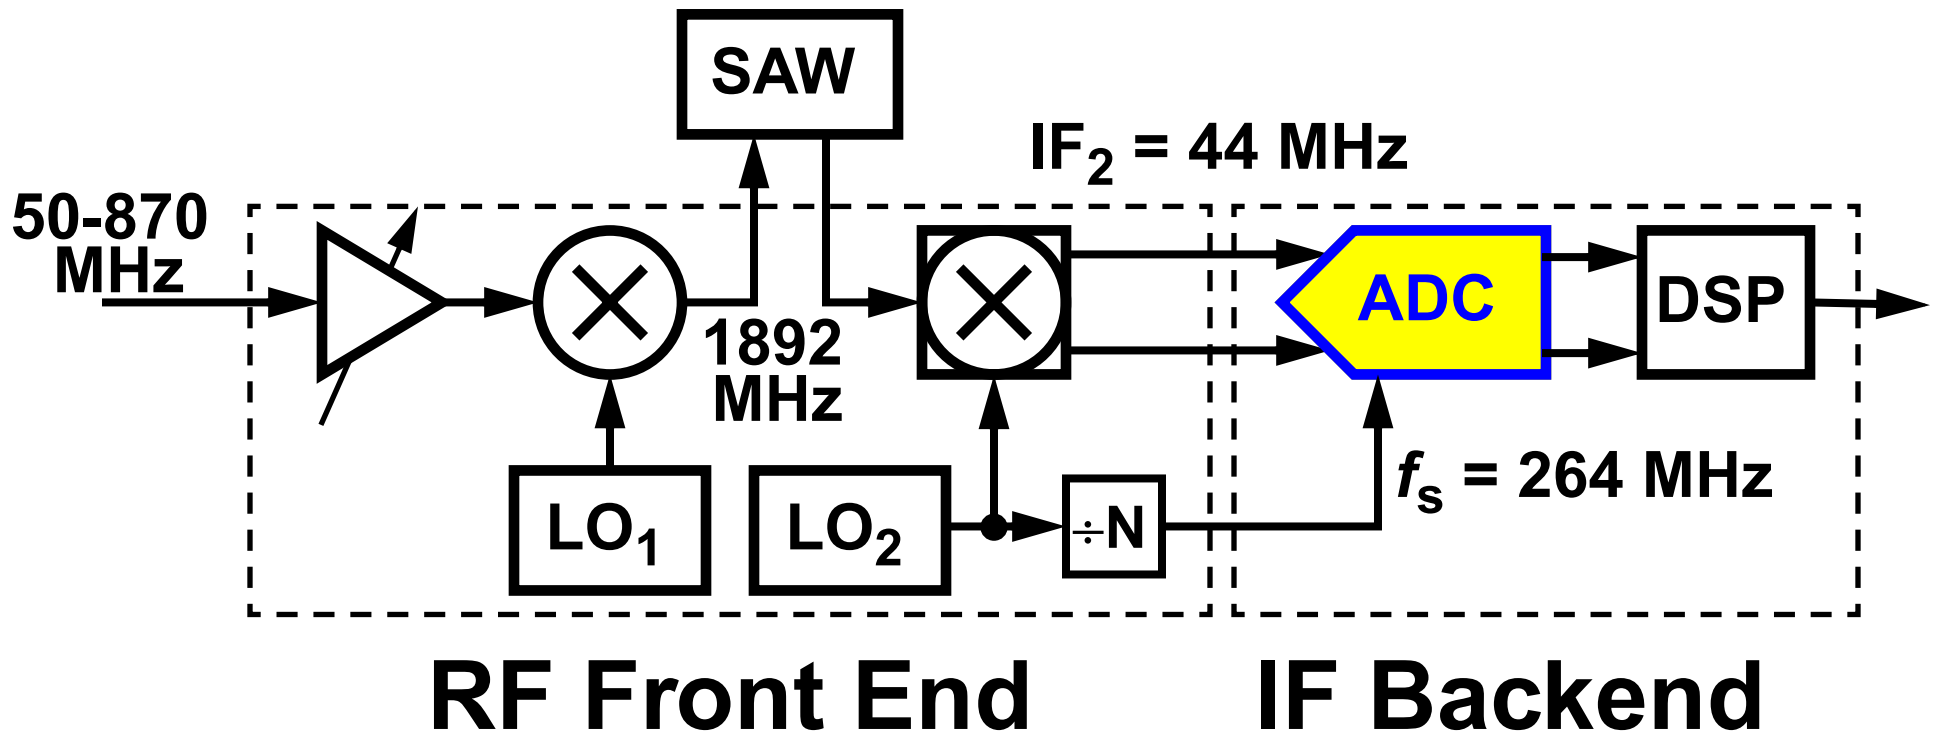 SAW
IF2 = 44 MHz
50-870
MHz
ADC
DSP
1892
MHz
fs = 264 MHz
LO1
LO2
÷N
RF Front End
IF Backend